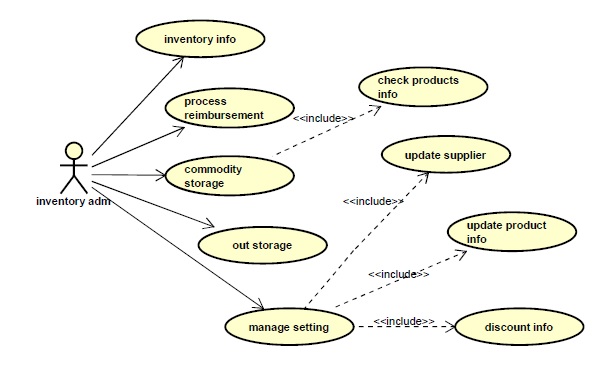 inventory info
check products
info
process
reimbursement
<<include>>
commodity
storage
update supplier
inventory adm
<<include>>
update product
info
out storage
<<include>>
manage setting
<<include>>
discount info